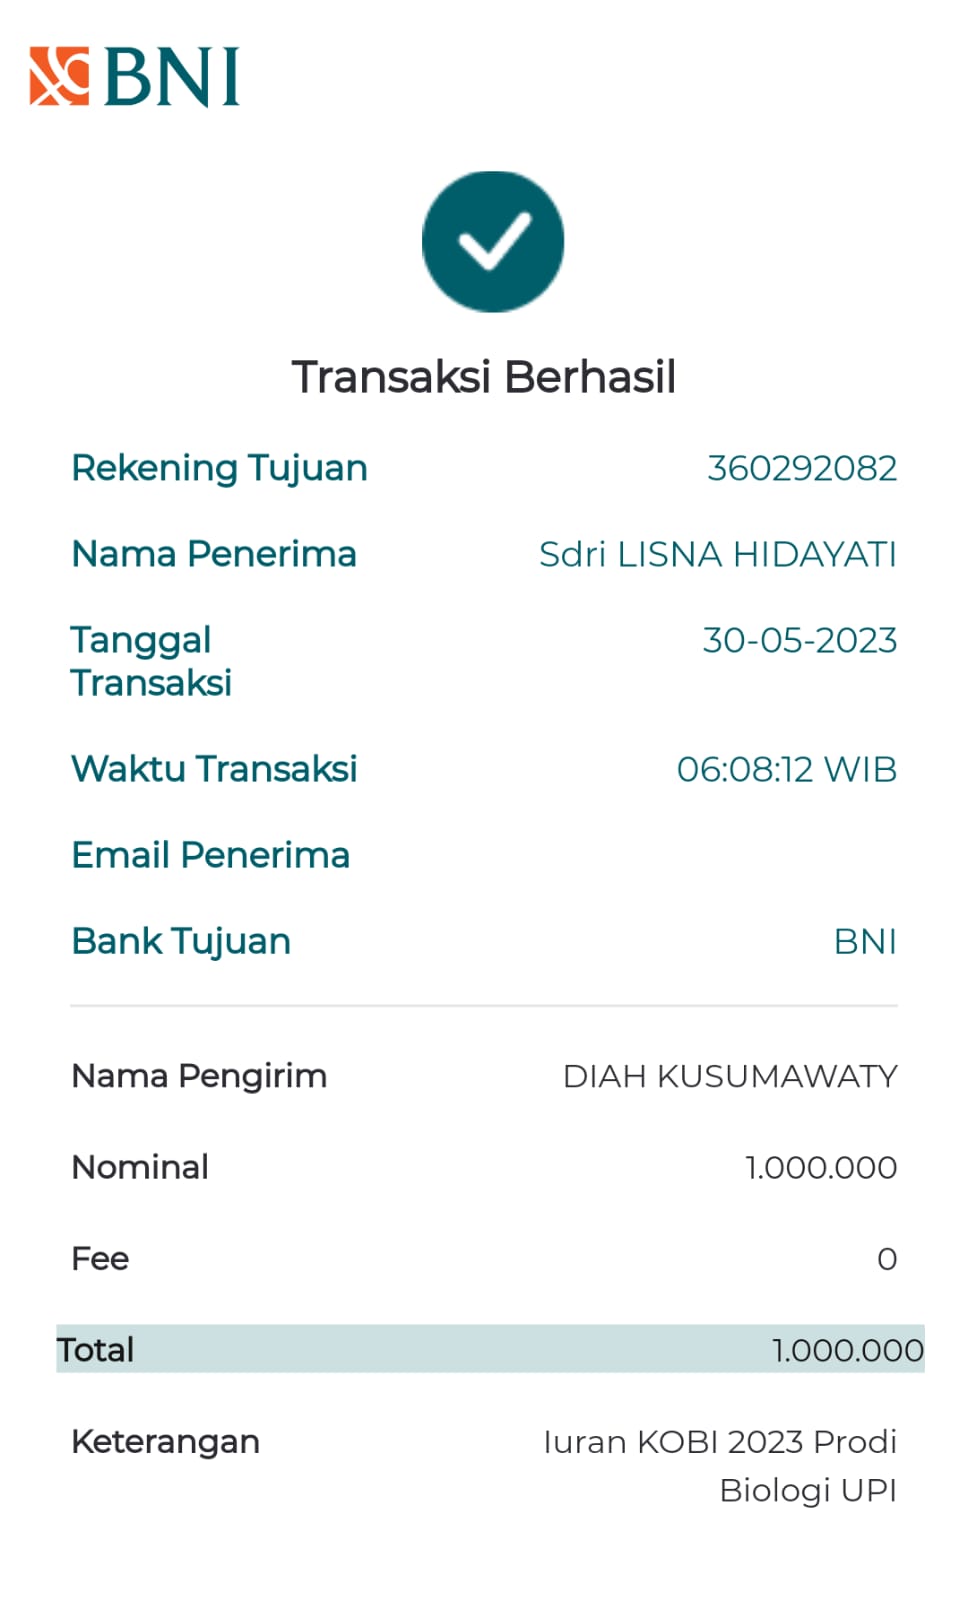 BNI
Transaksi Berhasil
Rekening Tujuan 360292082
Nama Penerima Sdri LISNA HIDAYATI
Tanggal 30-05-2023
Transaksi
Waktu Transaksi 06:08:12 WIB
Email Penerima
Bank Tujuan BNI
Nama Pengirim DIAH KUSUMAWATY
Nominal 1.000.000
Fee 0
Total 1.000.000
Keterangan Iuran KOBI 2023 Prodi
Biologi UPI